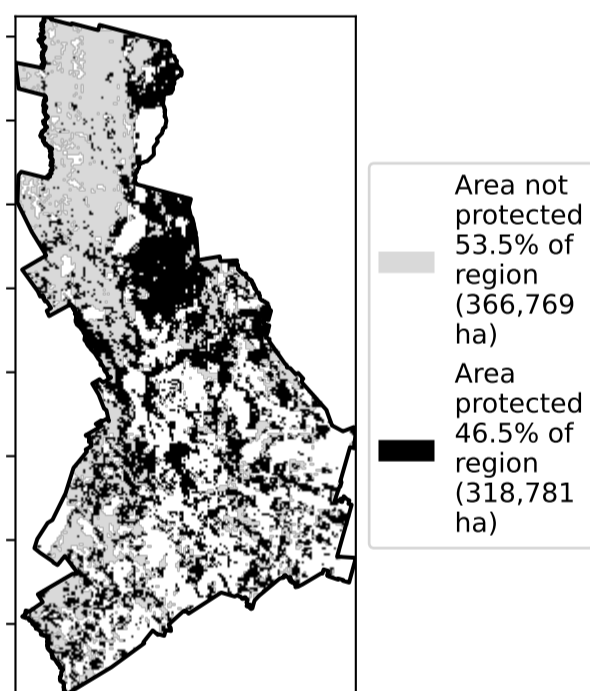 Area not
protected
53.5% of
region
(366,769
ha)
Area
protected
46.5% of
region
(318,781
ha)